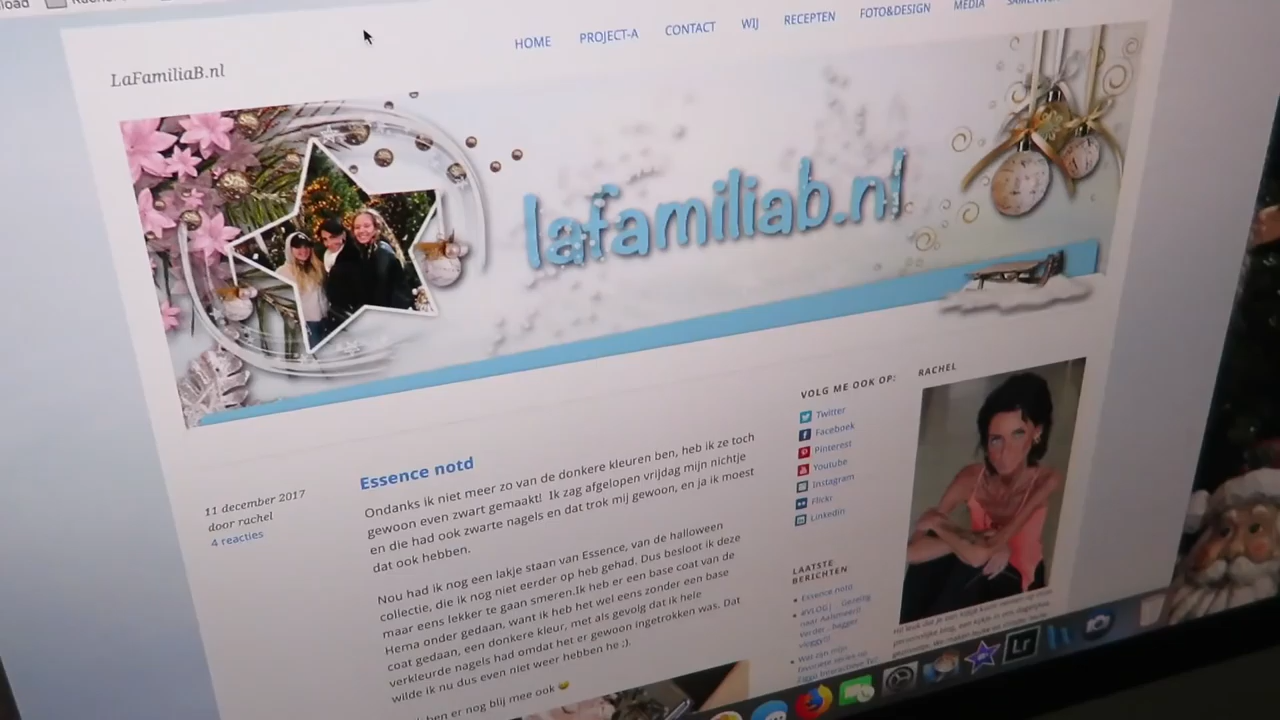 HOME PROJECT-A CONTACT WIJ RECEPTEN FOTO&DESIGN MEDIA
LaFamiliaB.nl
lafamiliab.nl
Essence notd
11 december 2017
door rachel
4 reacties
Ondanks ik niet meer zo van de donkere kleuren ben, heb ik ze toch
gewoon even zwart gemaakt! Ik zag afgelopen vrijdag mijn nichtje
en die had ook zwarte nagels en dat trok mij gewoon, en ja ik moest
dat ook hebben.
Nou had ik nog een lakje staan van Essence, van de halloween
collectie, die ik nog niet eerder op heb gehad. Dus besloot ik deze
maar eens lekker te gaan smeren.Ik heb er een base coat van de
Hema onder gedaan, want ik heb het wel eens zonder een base
coat gedaan, een donkere kleur, met als gevolg dat ik hele
verkleurde nagels had omdat het er gewoon ingetrokken was. Dat
wilde ik nu dus even niet weer hebben he ;).
ben er nog blij mee ook
VOLG ME OOK OP:
Twitter
Facebook
Pinterest
Youtube
Instagram
Flickr
Linkedin
LAATSTE
BERICHTEN
Essence notd
RACHEL
Lr